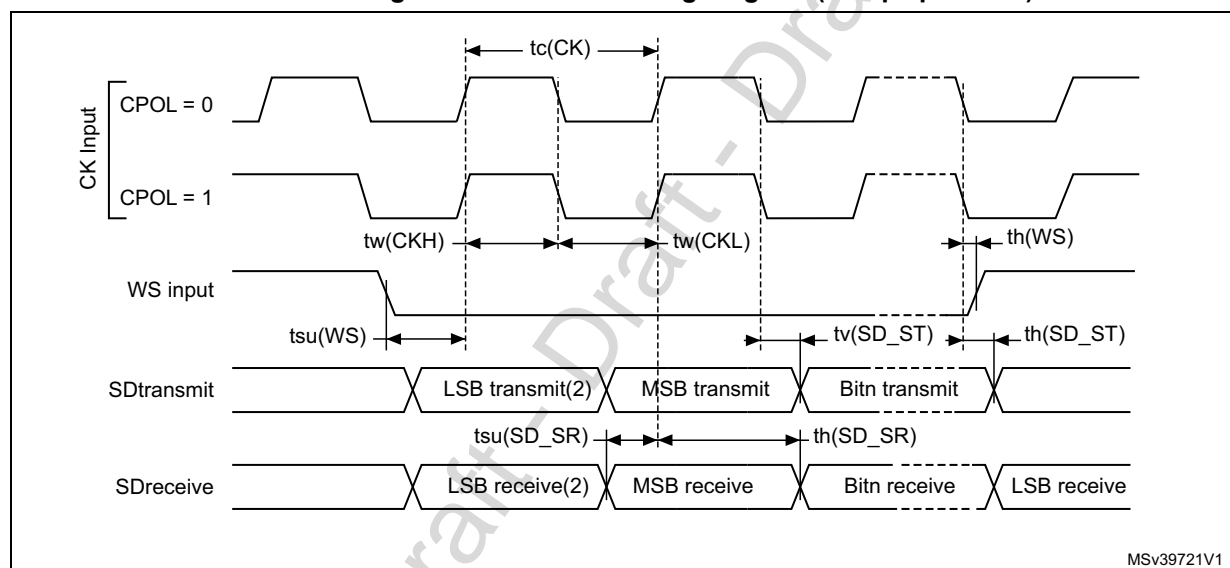 tc(CK)
CK Input
CPOL = 0
CPOL = 1
tw(CKH)
tw(CKL)
th(WS)
WS input
tsu(WS)
tv(SD_ST)
th(SD_ST)
SDtransmit
LSB transmit(2)
MSB transmit
Bitn transmit
tsu(SD_SR)
th(SD_SR)
SDreceive
LSB receive(2)
MSB receive
Bitn receive
LSB receive
MSv39721V1